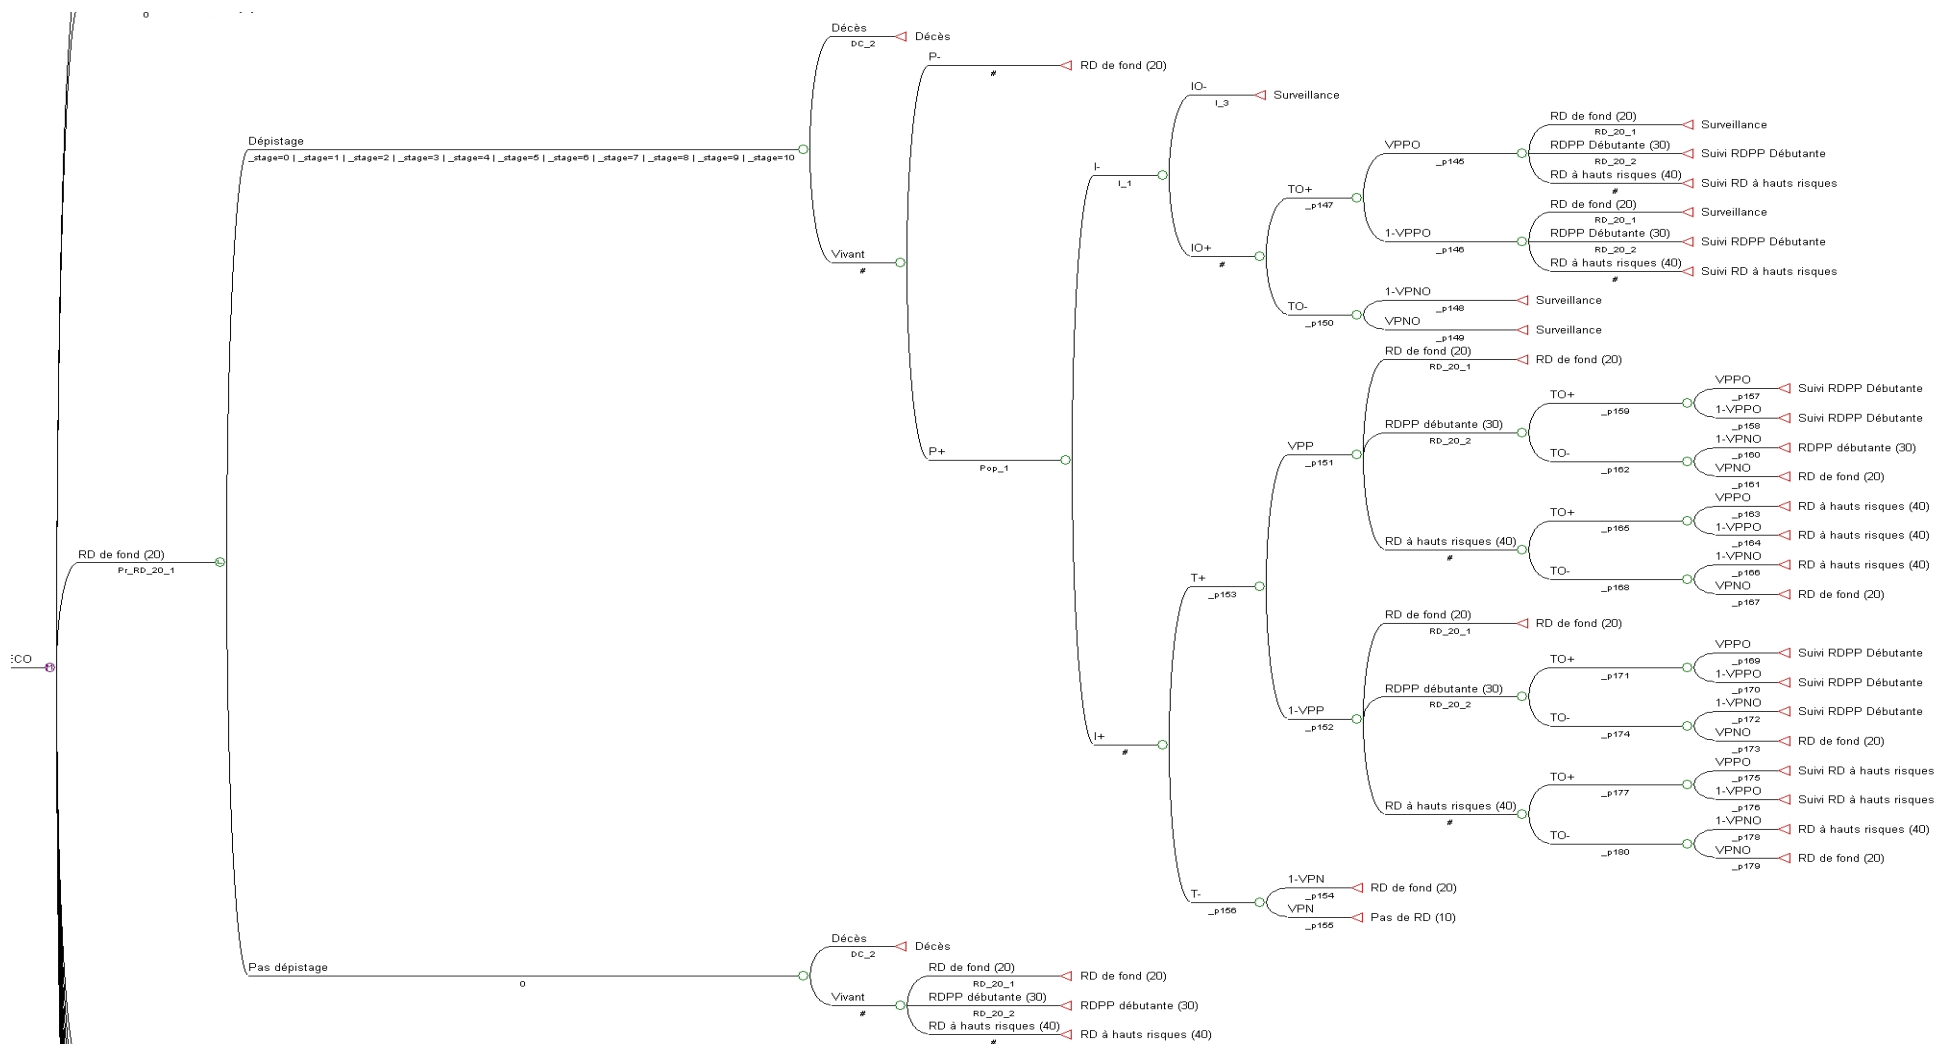 o
Décès
DC_2
Décès
P-
#
RD de fond (20)
IO-
I_3
Surveillance
Dépistage
_stage=0 | _stage=1 | _stage=2 | _stage=3 | _stage=4 | _stage=5 | _stage=6 | _stage=7 | _stage=8 | _stage=9 | _stage=10
I-
I_1
VPPO
_p145
RD de fond (20)
RD_20_1
Surveillance
RDPP Débutante (30)
RD_20_2
Suivi RDPP Débutante
RD à hauts risques (40)
#
Suivi RD à hauts risques
TO+
_p147
1-VPPO
_p146
RD de fond (20)
RD_20_1
Surveillance
RDPP Débutante (30)
RD_20_2
Suivi RDPP Débutante
RD à hauts risques (40)
#
Suivi RD à hauts risques
Vivant
#
IO+
#
TO-
_p150
1-VPNO
_p148
Surveillance
VPNO
_p149
Surveillance
P+
Pop_1
VPP
_p151
RD de fond (20)
RD_20_1
RD de fond (20)
RDPP débutante (30)
RD_20_2
TO+
_p159
VPPO
_p157
Suivi RDPP Débutante
1-VPPO
_p158
Suivi RDPP Débutante
TO-
_p162
1-VPNO
_p160
RDPP débutante (30)
VPNO
_p161
RD de fond (20)
RD à hauts risques (40)
#
TO+
_p165
VPPO
_p163
RD à hauts risques (40)
1-VPPO
_p164
RD à hauts risques (40)
TO-
_p168
1-VPNO
_p166
RD à hauts risques (40)
VPNO
_p167
RD de fond (20)
RD de fond (20)
Pr_RD_20_1
T+
_p153
:CO
1-VPP
_p152
RD de fond (20)
RD_20_1
RD de fond (20)
RDPP débutante (30)
RD_20_2
TO+
_p171
VPPO
_p169
Suivi RDPP Débutante
1-VPPO
_p170
Suivi RDPP Débutante
TO-
_p174
1-VPNO
_p172
Suivi RDPP Débutante
VPNO
_p173
RD de fond (20)
I+
#
RD à hauts risques (40)
#
TO+
_p177
VPPO
_p175
Suivi RD à hauts risques
1-VPPO
_p176
Suivi RD à hauts risques
TO-
_p180
1-VPNO
_p178
RD à hauts risques (40)
VPNO
_p179
RD de fond (20)
T-
_p156
1-VPN
_p154
RD de fond (20)
VPN
_p155
Pas de RD (10)
Pas dépistage
o
Décès
DC_2
Décès
Vivant
#
RD de fond (20)
RD_20_1
RD de fond (20)
RDPP débutante (30)
RD_20_2
RDPP débutante (30)
RD à hauts risques (40)
#
RD à hauts risques (40)